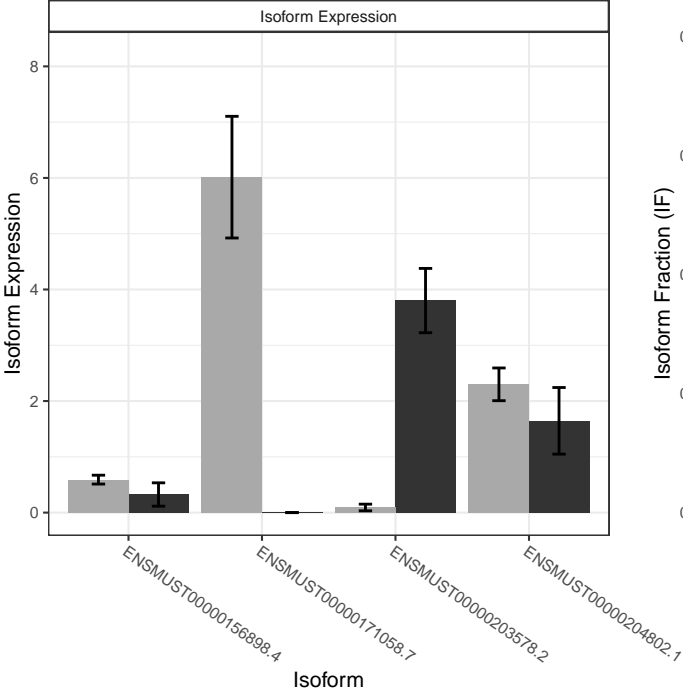 Isoform Expression
8
6
4
2
0
Isoform Expression
ENSMUST00000156898.4
ENSMUST00000171058.7
ENSMUST00000203578.2
ENSMUST00000204802.1
Isoform
Isoform Fraction (IF)